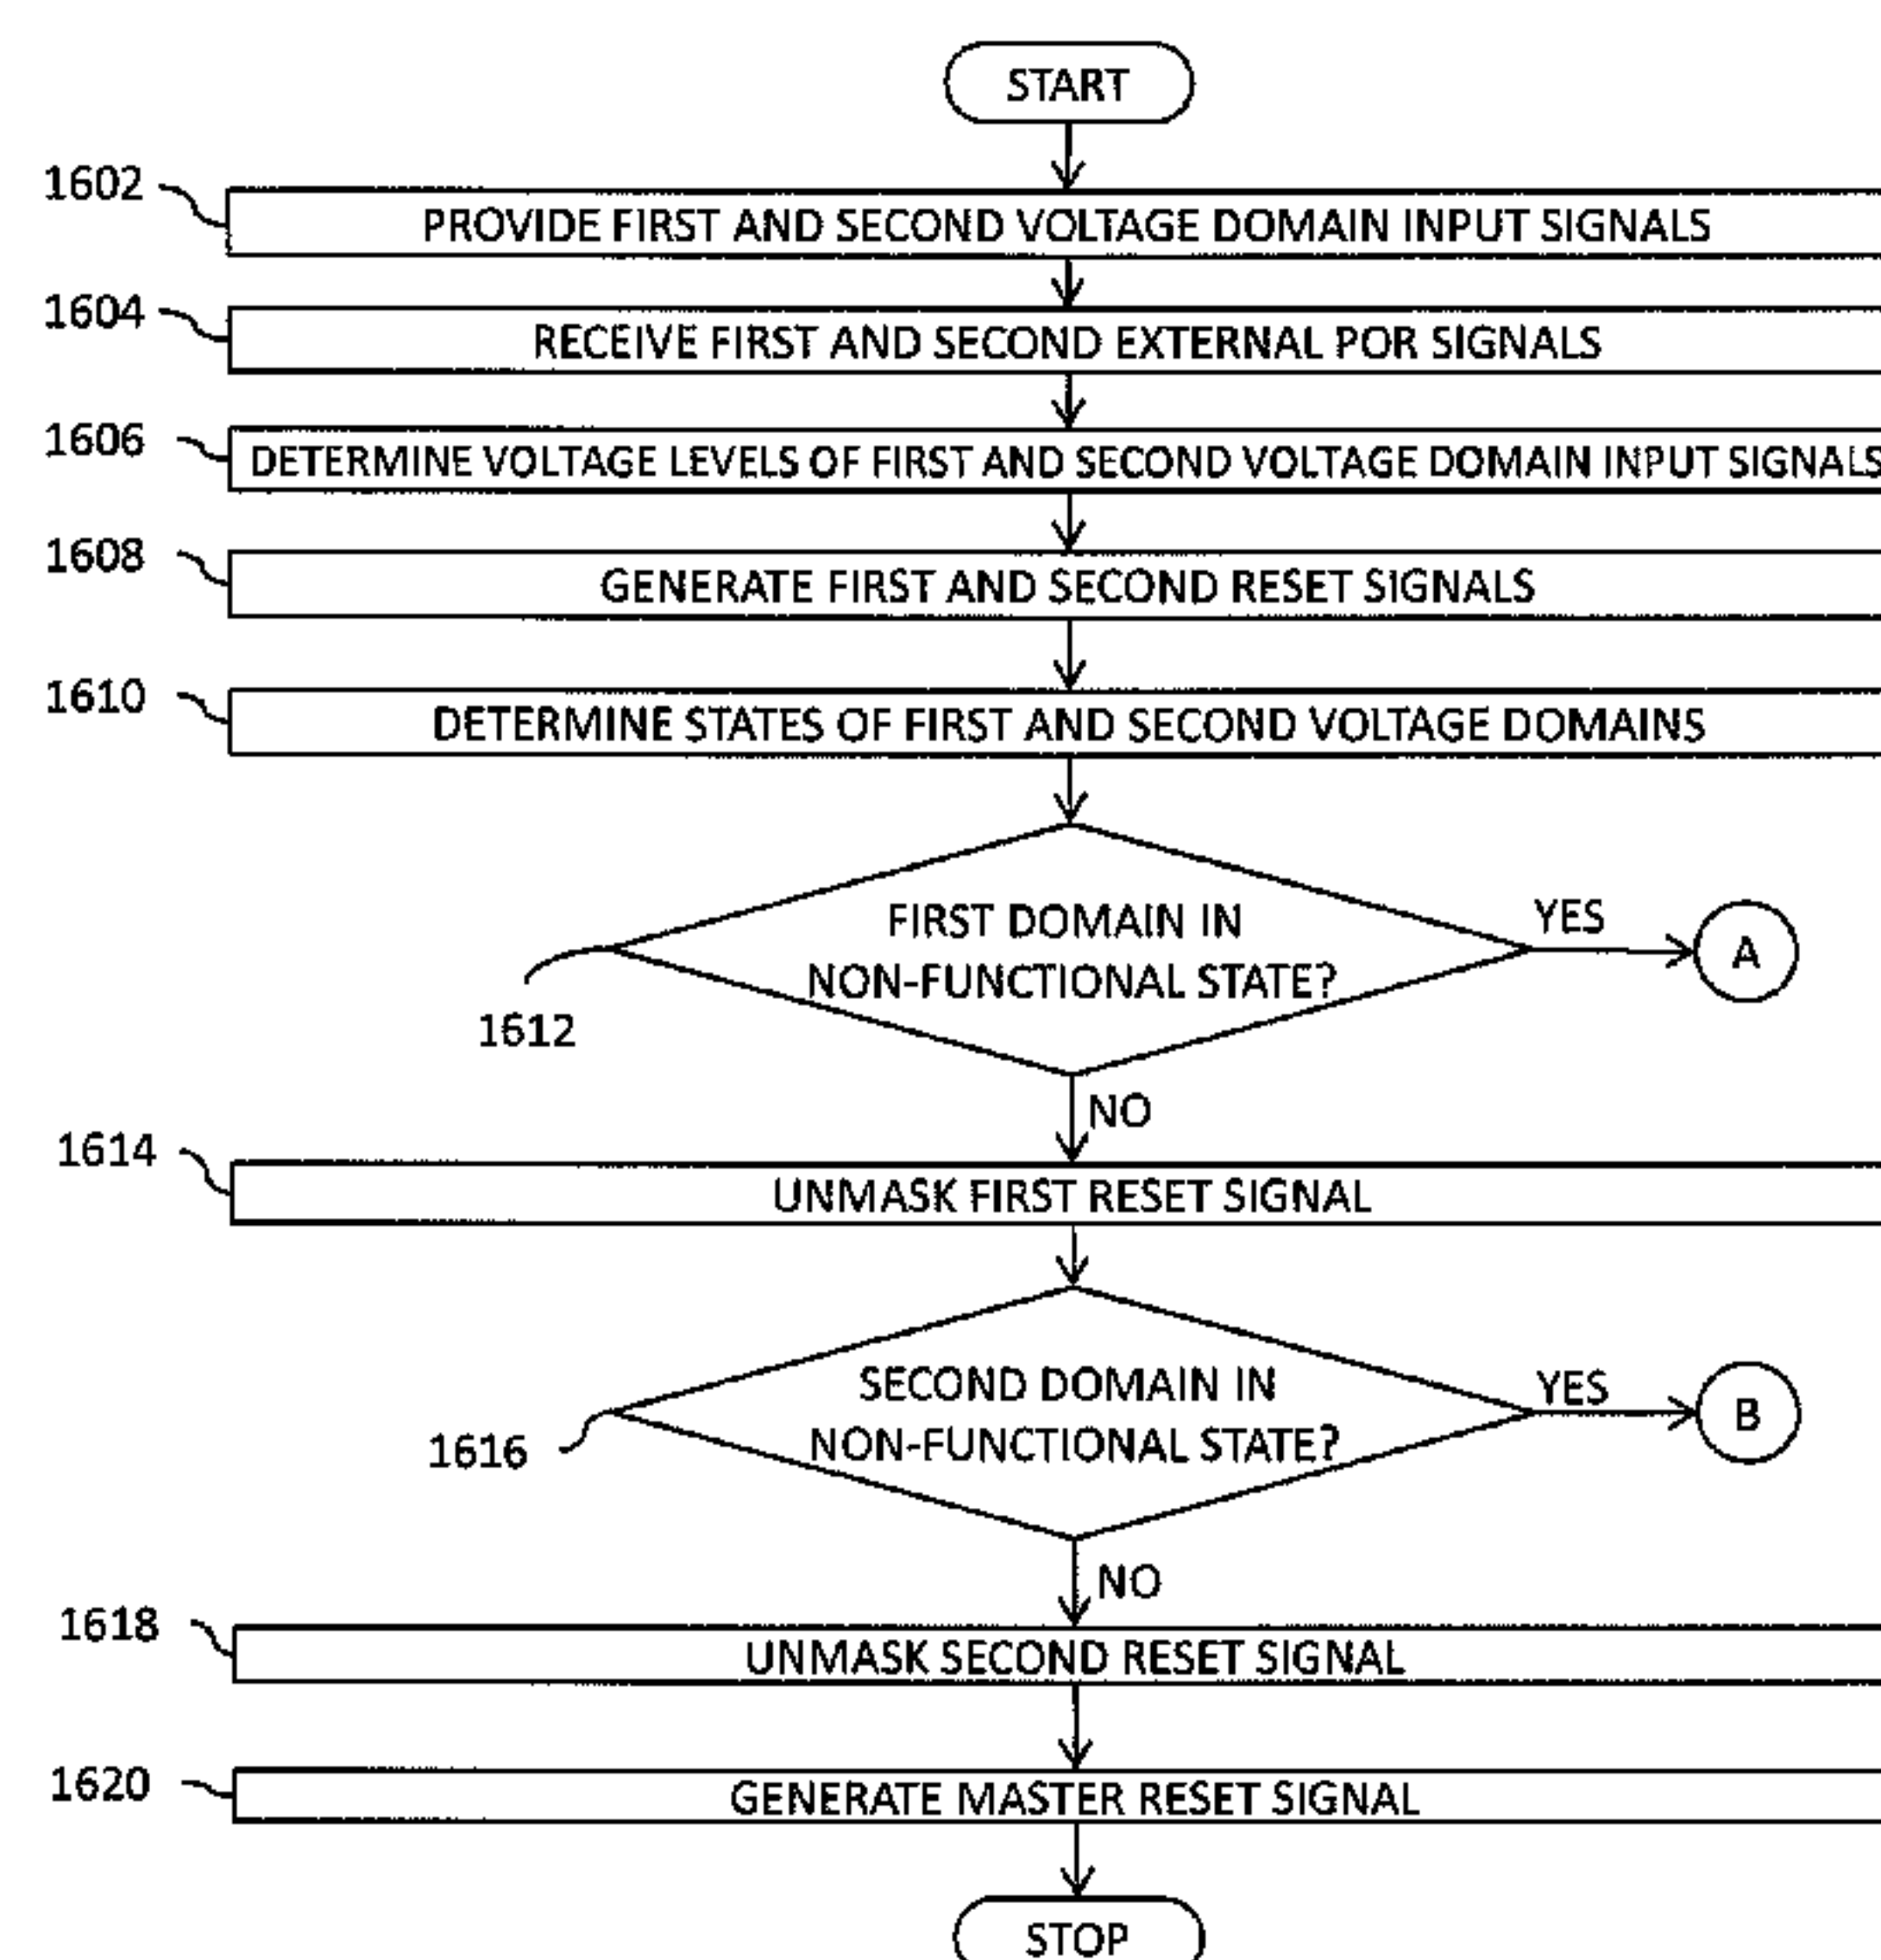 START
1602
PROVIDE FIRST AND SECOND VOLTAGE DOMAIN INPUT SIGNALS
1604
RECEIVE FIRST AND SECOND EXTERNAL POR SIGNALS
1606
DETERMINE VOLTAGE LEVELS OF FIRST AND SECOND VOLTAGE DOMAIN INPUT SIGNALS
1608
GENERATE FIRST AND SECOND RESET SIGNALS
1610
DETERMINE STATES OF FIRST AND SECOND VOLTAGE DOMAINS
FIRST DOMAIN IN
NON-FUNCTIONAL STATE?
YES
A
1612
NO
1614
UNMASK FIRST RESET SIGNAL
SECOND DOMAIN IN
NON-FUNCTIONAL STATE?
YES
B
1616
NO
1618
UNMASK SECOND RESET SIGNAL
1620
GENERATE MASTER RESET SIGNAL
STOP